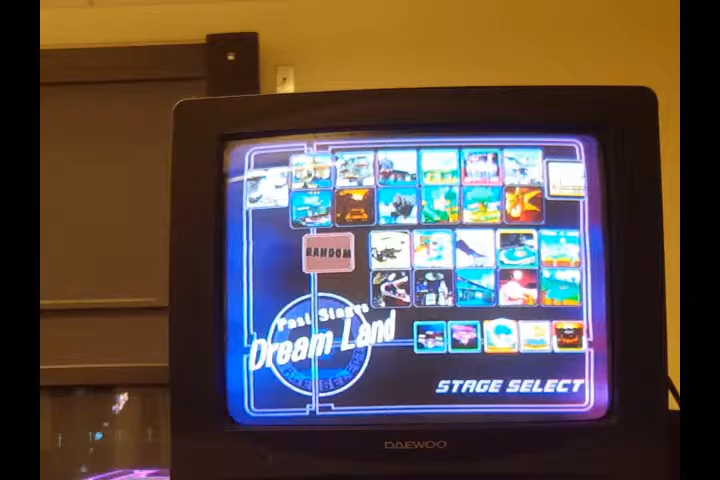 RANDOM
Past Stages
Dream Land
STAGE SELECT
DAEWOO